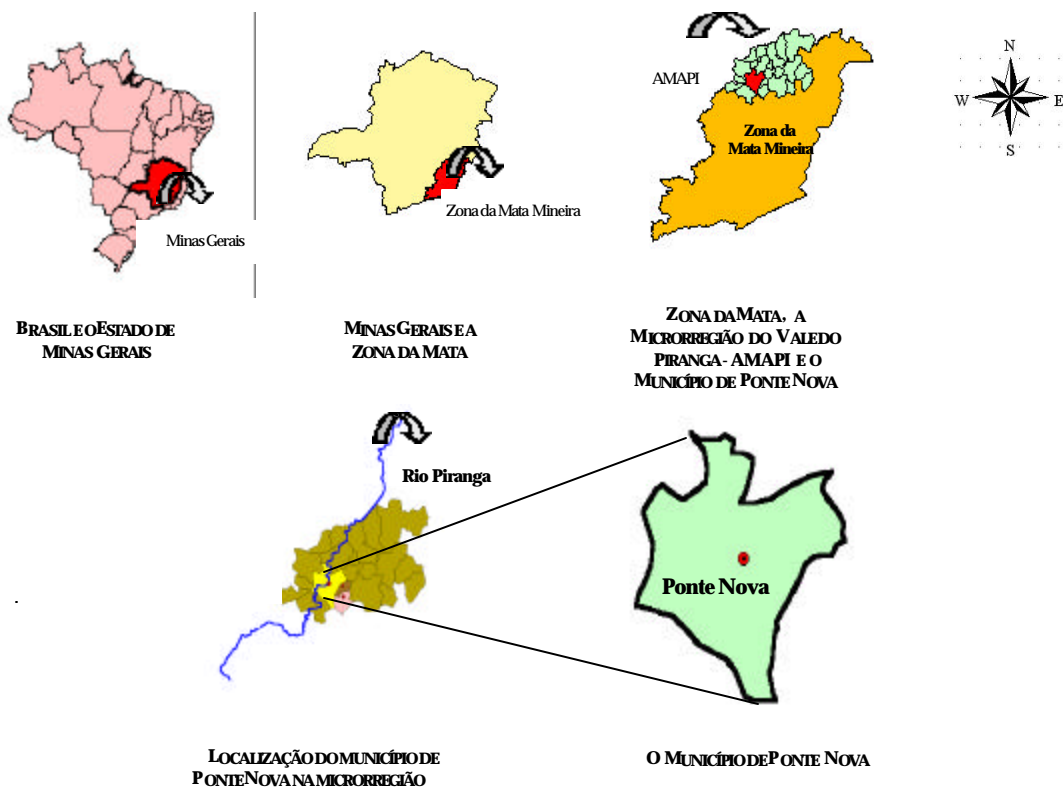 Minas Gerais
BRASIL E O ESTADO DE
MINAS GERAIS
Zona da Mata Mineira
MINAS GERAIS E A
ZONA DA MATA
AMAPI
Zona da
Mata Mineira
ZONA DA MATA, A
MICRORREGIÃO DO VALE DO
PIRANGA - AMAPI E O
MUNICÍPIO DE PONTE NOVA
N
W E
S
Rio Piranga
LOCALIZAÇÃO DO MUNICÍPIO DE
PONTE NOVA NA MICRORREGIÃO
Ponte Nova
O MUNICÍPIO DE PONTE NOVA